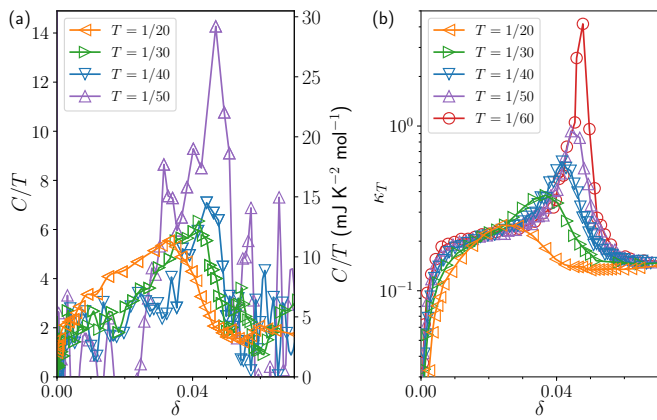 (a)
14
12
10
8
6
4
2
0
C/T
T = 1/20
T = 1/30
T = 1/40
T = 1/50
30
25
20
15
10
5
0
C/T (mJ K⁻² mol⁻¹)
0.00
0.04
δ
(b)
10⁰
10⁻¹
κ_T
T = 1/20
T = 1/30
T = 1/40
T = 1/50
T = 1/60
0.00
0.04
δ